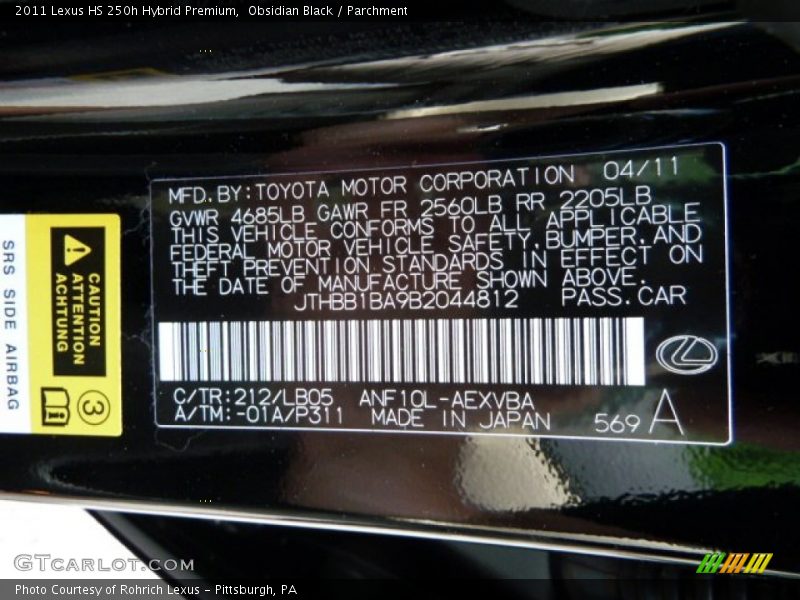 2011 Lexus HS 250h Hybrid Premium,  Obsidian Black / Parchment
MFD.BY:TOYOTA MOTOR CORPORATION 04/11
GVWR 4685LB GAWR FR 2560LB RR 2205LB
THIS VEHICLE CONFORMS TO ALL APPLICABLE
FEDERAL MOTOR VEHICLE SAFETY,BUMPER,AND
THEFT PREVENTION STANDARDS IN EFFECT ON
THE DATE OF MANUFACTURE SHOWN ABOVE.
JTHBB1BA9B2044812 PASS.CAR
C/TR:212/LB05 ANF10L-AEXVBA
A/TM:-01A/P311 MADE IN JAPAN 569 A
SRS SIDE AIRBAG
CAUTION
ATTENTION
ACHTUNG
3
GTcarlot.com
Photo Courtesy of Rohrich Lexus - Pittsburgh, PA